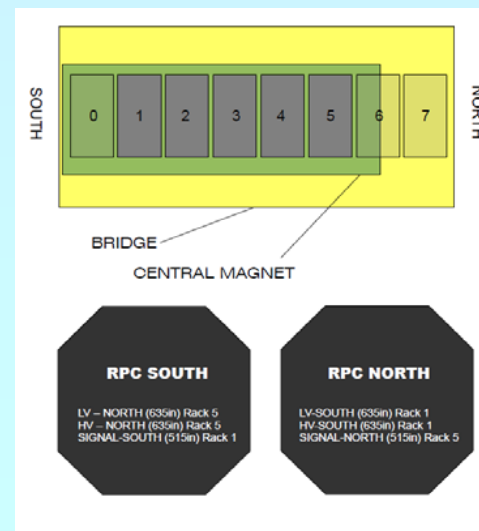 SOUTH
0 1 2 3 4 5 6 7
NORTH
BRIDGE
CENTRAL MAGNET
RPC SOUTH
LV – NORTH (635in) Rack 5
HV – NORTH (635in) Rack 5
SIGNAL-SOUTH (515in) Rack 1
RPC NORTH
LV-SOUTH (635in) Rack 1
HV-SOUTH (635in) Rack 1
SIGNAL-NORTH (515in) Rack 5